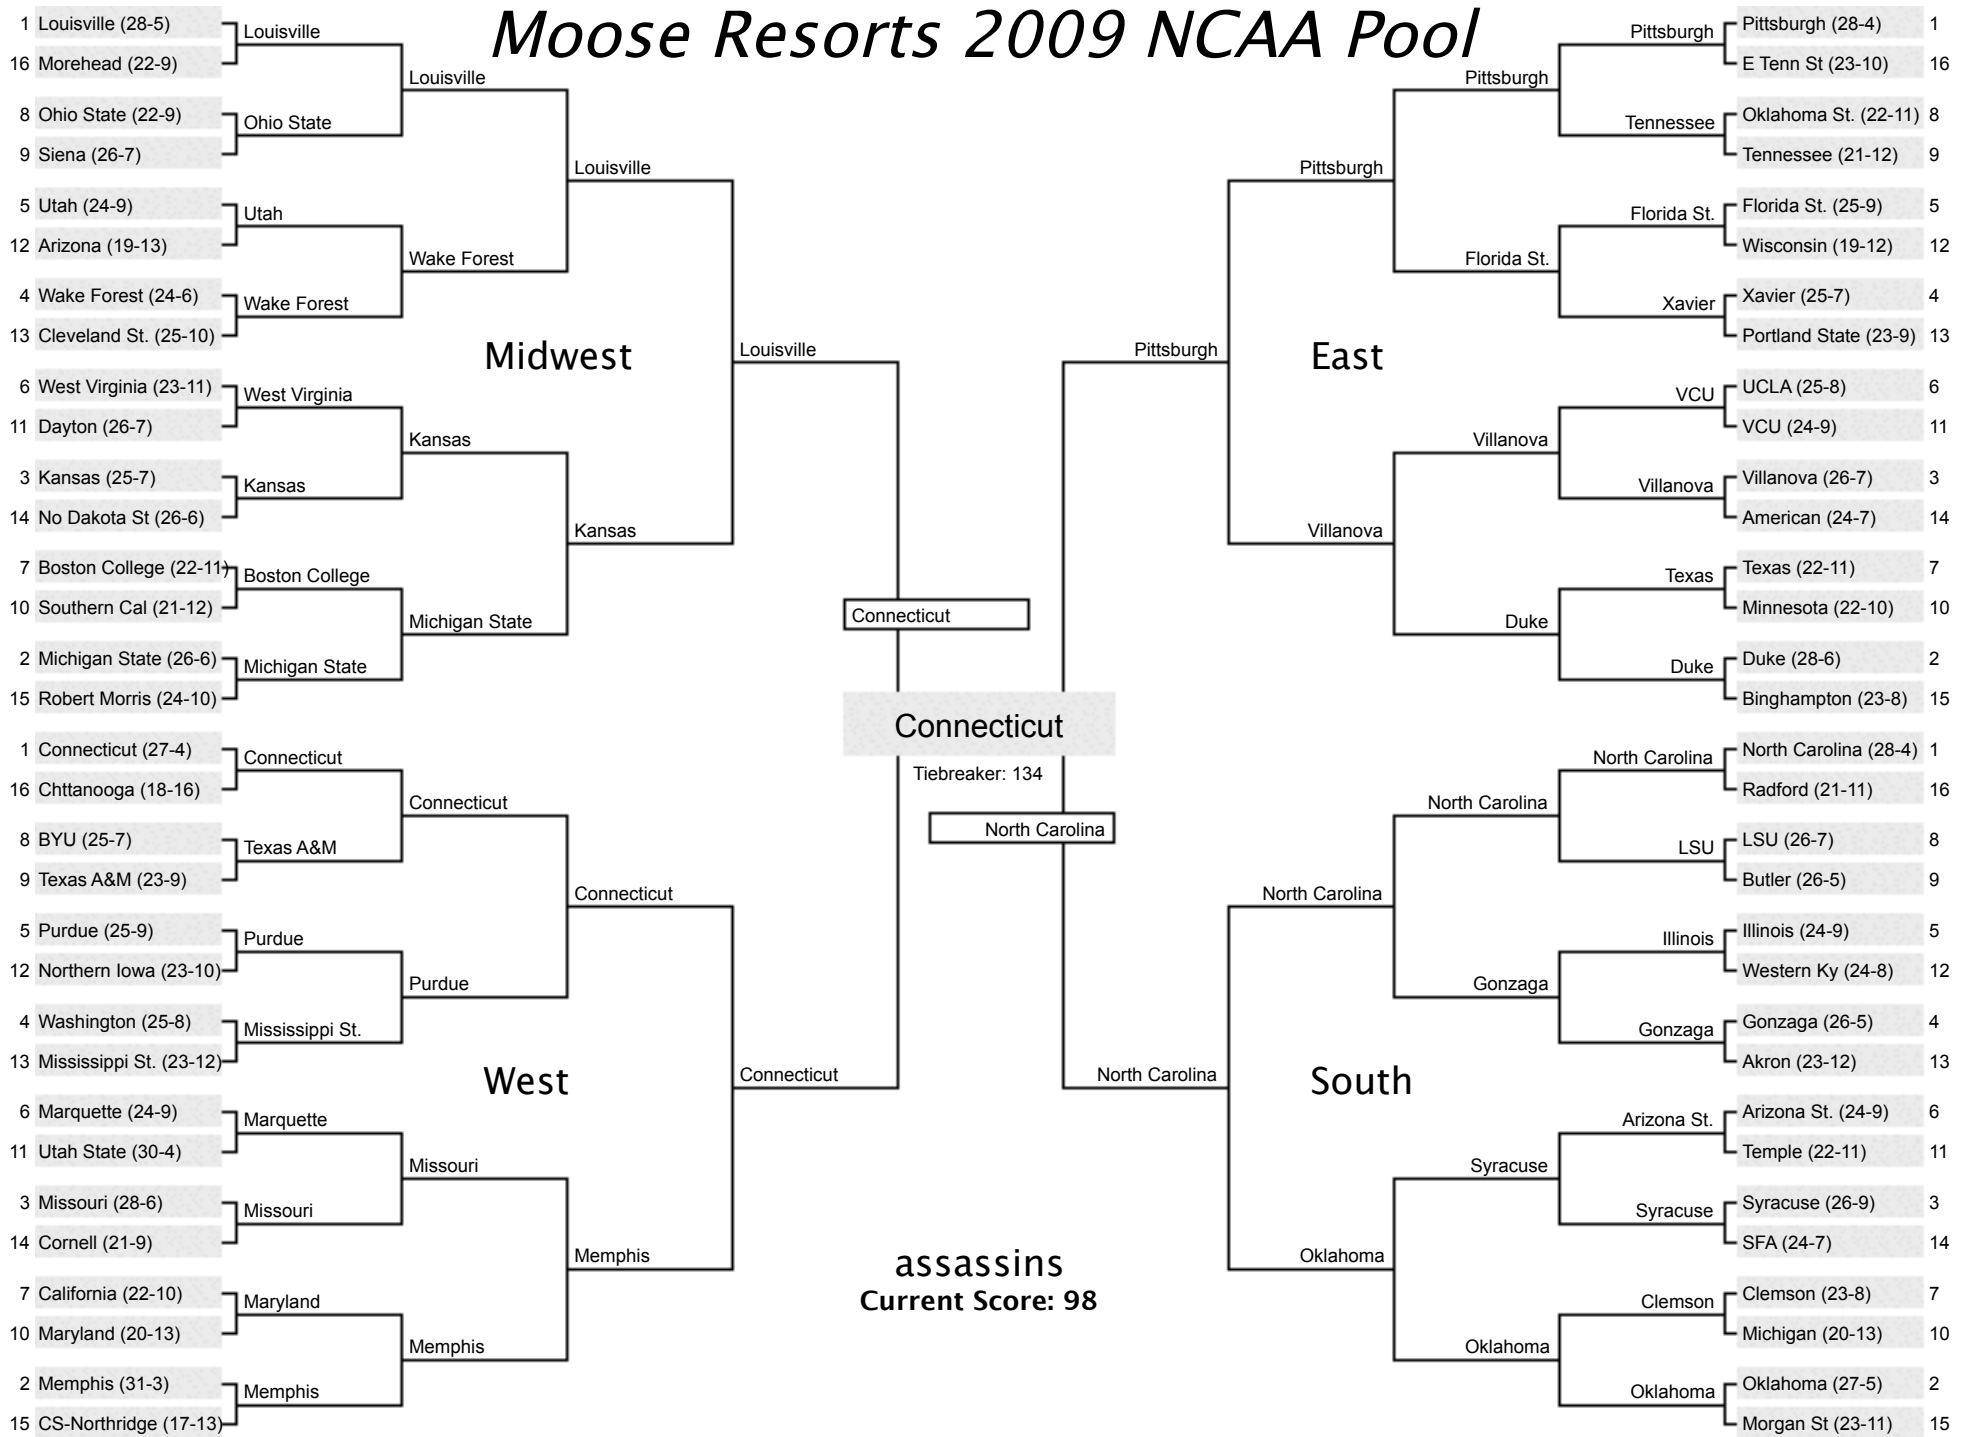 Moose Resorts 2009 NCAA Pool
1 Louisville (28-5)
16 Morehead (22-9)
8 Ohio State (22-9)
9 Siena (26-7)
5 Utah (24-9)
12 Arizona (19-13)
4 Wake Forest (24-6)
13 Cleveland St. (25-10)
6 West Virginia (23-11)
11 Dayton (26-7)
3 Kansas (25-7)
14 No Dakota St (26-6)
7 Boston College (22-11)
10 Southern Cal (21-12)
2 Michigan State (26-6)
15 Robert Morris (24-10)
Louisville
Ohio State
Utah
Wake Forest
West Virginia
Kansas
Boston College
Michigan State
Louisville
Wake Forest
Kansas
Michigan State
Louisville
Kansas
Louisville
Midwest
1 Connecticut (27-4)
16 Chttanooga (18-16)
8 BYU (25-7)
9 Texas A&M (23-9)
5 Purdue (25-9)
12 Northern Iowa (23-10)
4 Washington (25-8)
13 Mississippi St. (23-12)
6 Marquette (24-9)
11 Utah State (30-4)
3 Missouri (28-6)
14 Cornell (21-9)
7 California (22-10)
10 Maryland (20-13)
2 Memphis (31-3)
15 CS-Northridge (17-13)
Connecticut
Texas A&M
Purdue
Mississippi St.
Marquette
Missouri
Maryland
Memphis
Connecticut
Purdue
Missouri
Memphis
Connecticut
Memphis
Connecticut
West
Connecticut
Connecticut
Tiebreaker: 134
North Carolina
assassins
Current Score: 98
Pittsburgh (28-4) 1
E Tenn St (23-10) 16
Oklahoma St. (22-11) 8
Tennessee (21-12) 9
Florida St. (25-9) 5
Wisconsin (19-12) 12
Xavier (25-7) 4
Portland State (23-9) 13
UCLA (25-8) 6
VCU (24-9) 11
Villanova (26-7) 3
American (24-7) 14
Texas (22-11) 7
Minnesota (22-10) 10
Duke (28-6) 2
Binghampton (23-8) 15
Pittsburgh
Tennessee
Florida St.
Xavier
VCU
Villanova
Texas
Duke
Pittsburgh
Florida St.
Villanova
Duke
Pittsburgh
Villanova
Pittsburgh
East
North Carolina (28-4) 1
Radford (21-11) 16
LSU (26-7) 8
Butler (26-5) 9
Illinois (24-9) 5
Western Ky (24-8) 12
Gonzaga (26-5) 4
Akron (23-12) 13
Arizona St. (24-9) 6
Temple (22-11) 11
Syracuse (26-9) 3
SFA (24-7) 14
Clemson (23-8) 7
Michigan (20-13) 10
Oklahoma (27-5) 2
Morgan St (23-11) 15
North Carolina
LSU
Illinois
Gonzaga
Arizona St.
Syracuse
Clemson
Oklahoma
North Carolina
Gonzaga
Syracuse
Oklahoma
North Carolina
Oklahoma
North Carolina
South